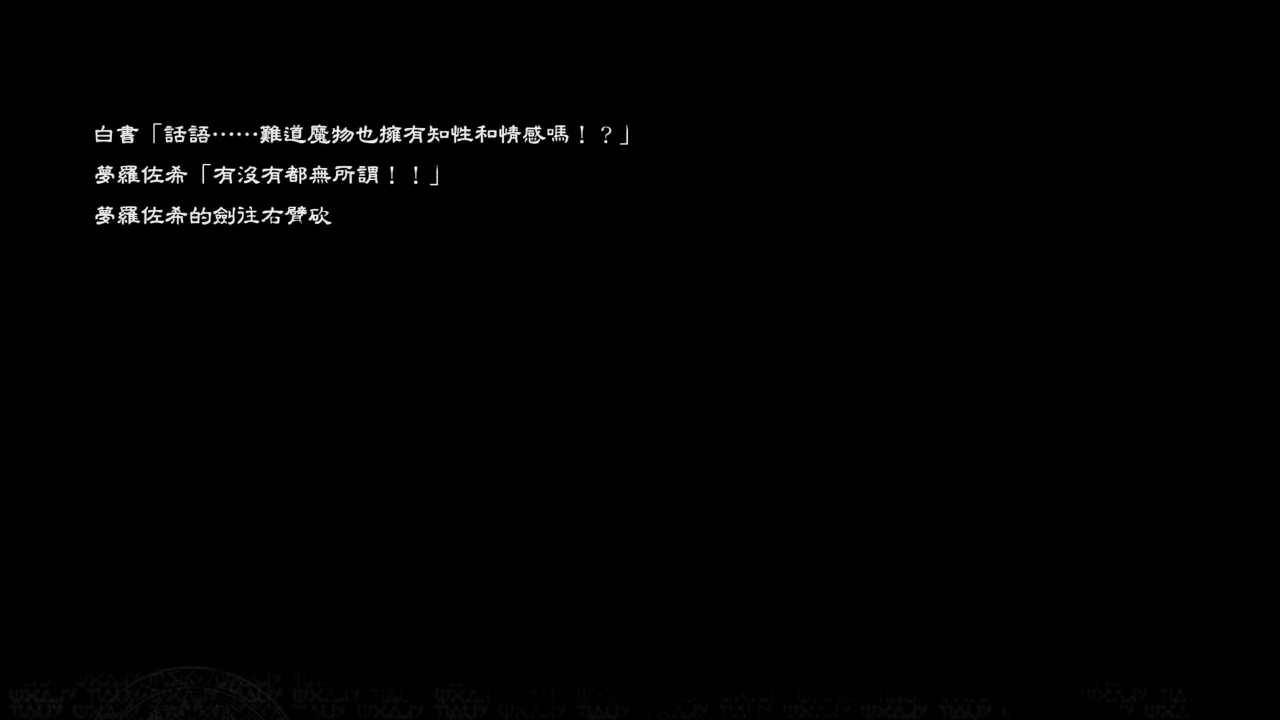 白書「話語⋯⋯難道魔物也擁有知性和情感嗎！？」
夢羅佐希「有沒有都無所謂！！」
夢羅佐希的劍往右臂砍